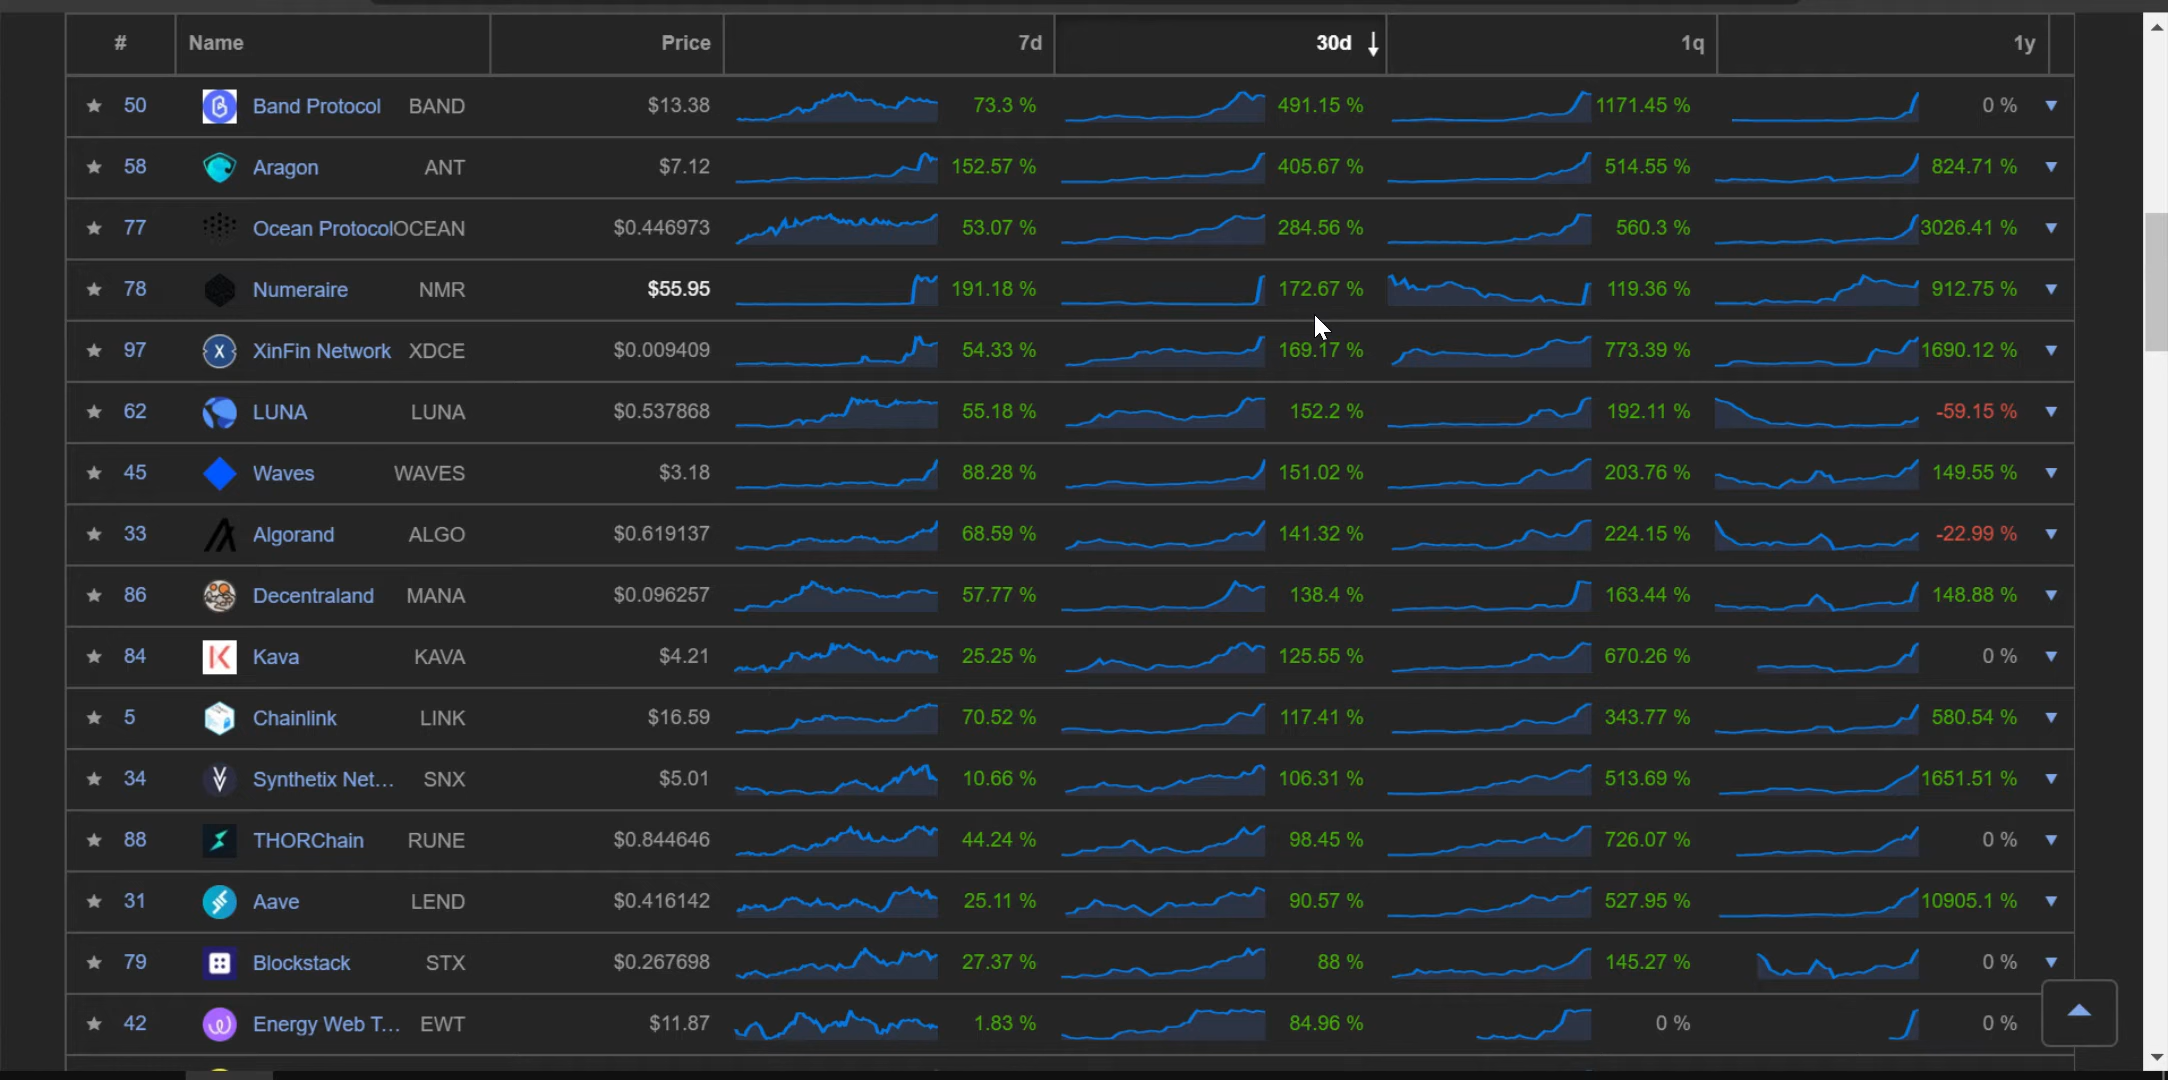 # Name Price 7d 30d ↓ 1q 1y
★ 50 Band Protocol BAND $13.38 73.3 % 491.15 % 1171.45 % 0 % ▼
★ 58 Aragon ANT $7.12 152.57 % 405.67 % 514.55 % 824.71 % ▼
★ 77 Ocean Protocol OCEAN $0.446973 53.07 % 284.56 % 560.3 % 3026.41 % ▼
★ 78 Numeraire NMR $55.95 191.18 % 172.67 % 119.36 % 912.75 % ▼
★ 97 XinFin Network XDCE $0.009409 54.33 % 169.17 % 773.39 % 1690.12 % ▼
★ 62 LUNA LUNA $0.537868 55.18 % 152.2 % 192.11 % -59.15 % ▼
★ 45 Waves WAVES $3.18 88.28 % 151.02 % 203.76 % 149.55 % ▼
★ 33 Algorand ALGO $0.619137 68.59 % 141.32 % 224.15 % -22.99 % ▼
★ 86 Decentraland MANA $0.096257 57.77 % 138.4 % 163.44 % 148.88 % ▼
★ 84 Kava KAVA $4.21 25.25 % 125.55 % 670.26 % 0 % ▼
★ 5 Chainlink LINK $16.59 70.52 % 117.41 % 343.77 % 580.54 % ▼
★ 34 Synthetix Net... SNX $5.01 10.66 % 106.31 % 513.69 % 1651.51 % ▼
★ 88 THORChain RUNE $0.844646 44.24 % 98.45 % 726.07 % 0 % ▼
★ 31 Aave LEND $0.416142 25.11 % 90.57 % 527.95 % 10905.1 % ▼
★ 79 Blockstack STX $0.267698 27.37 % 88 % 145.27 % 0 % ▼
★ 42 Energy Web T... EWT $11.87 1.83 % 84.96 % 0 % 0 %